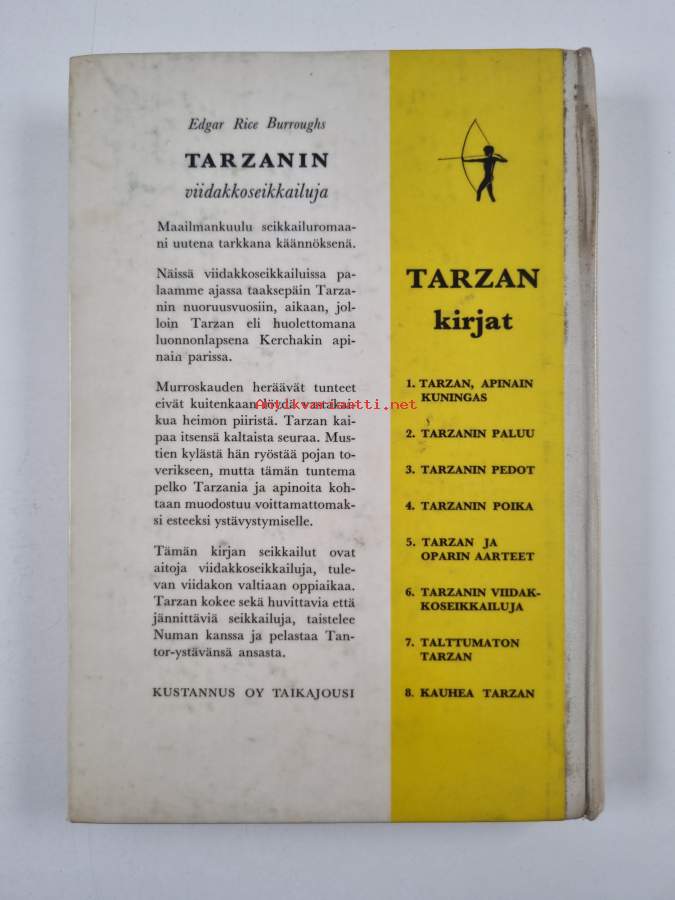 Edgar Rice Burroughs
TARZANIN
viidakkoseikkailuja
Maailmankuulu seikkailuromaa-
ni uutena tarkkana käännöksenä.
Näissä viidakkoseikkailuissa pa-
laamme ajassa taaksepäin Tarza-
nin nuoruusvuosiin, aikaan, jol-
loin Tarzan eli huolettomana
luonnonlapsena Kerchakin api-
nain parissa.
Murroskauden heräävät tunteet
eivät kuitenkaan löydä vastakai-
kua heimon piiristä. Tarzan kai-
paa itsensä kaltaista seuraa. Mus-
tien kylästä hän ryöstää pojan to-
verikseen, mutta tämän tuntema
pelko Tarzania ja apinoita koh-
taan muodostuu voittamattomak-
si esteeksi ystävystymiselle.
Tämän kirjan seikkailut ovat
aitoja viidakkoseikkailuja, tule-
van viidakon valtiaan oppiaika.
Tarzan kokee sekä huvittavia että
jännittäviä seikkailuja, taistelee
Numan kanssa ja pelastaa Tan-
tor-ystävänsä ansasta.
KUSTANNUS OY TAIKAJOUSI
TARZAN
kirjat
1. TARZAN, APINAIN
KUNINGAS
2. TARZANIN PALUU
3. TARZANIN PEDOT
4. TARZANIN POIKA
5. TARZAN JA
OPARIN AARTEET
6. TARZANIN VIIDAK-
KOSEIKKAILUJA
7. TALTTUMATON
TARZAN
8. KAUHEA TARZAN
Antykvariaatti.net